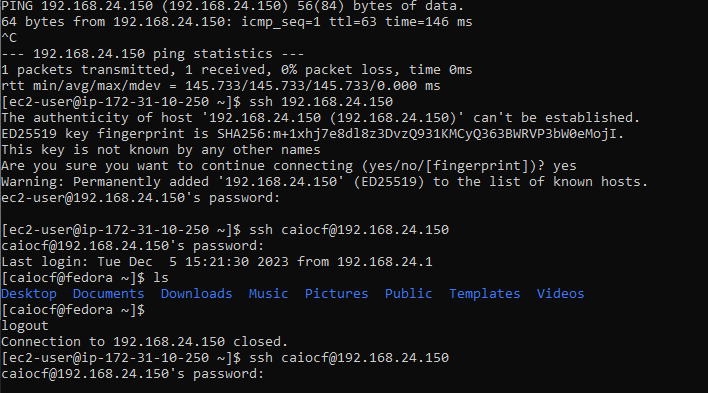 PING 192.168.24.150 (192.168.24.150) 56(84) bytes of data.
64 bytes from 192.168.24.150: icmp_seq=1 ttl=63 time=146 ms
^C
--- 192.168.24.150 ping statistics ---
1 packets transmitted, 1 received, 0% packet loss, time 0ms
rtt min/avg/max/mdev = 145.733/145.733/145.733/0.000 ms
[ec2-user@ip-172-31-10-250 ~]$ ssh 192.168.24.150
The authenticity of host '192.168.24.150 (192.168.24.150)' can't be established.
ED25519 key fingerprint is SHA256:m+1xhj7e8dl8z3DvzQ931KMCyQ363BWRVP3bW0eMojI.
This key is not known by any other names
Are you sure you want to continue connecting (yes/no/[fingerprint])? yes
Warning: Permanently added '192.168.24.150' (ED25519) to the list of known hosts.
ec2-user@192.168.24.150's password:
[ec2-user@ip-172-31-10-250 ~]$ ssh caiocf@192.168.24.150
caiocf@192.168.24.150's password:
Last login: Tue Dec  5 15:21:30 2023 from 192.168.24.1
[caiocf@fedora ~]$ ls
Desktop  Documents  Downloads  Music  Pictures  Public  Templates  Videos
[caiocf@fedora ~]$
logout
Connection to 192.168.24.150 closed.
[ec2-user@ip-172-31-10-250 ~]$ ssh caiocf@192.168.24.150
caiocf@192.168.24.150's password: